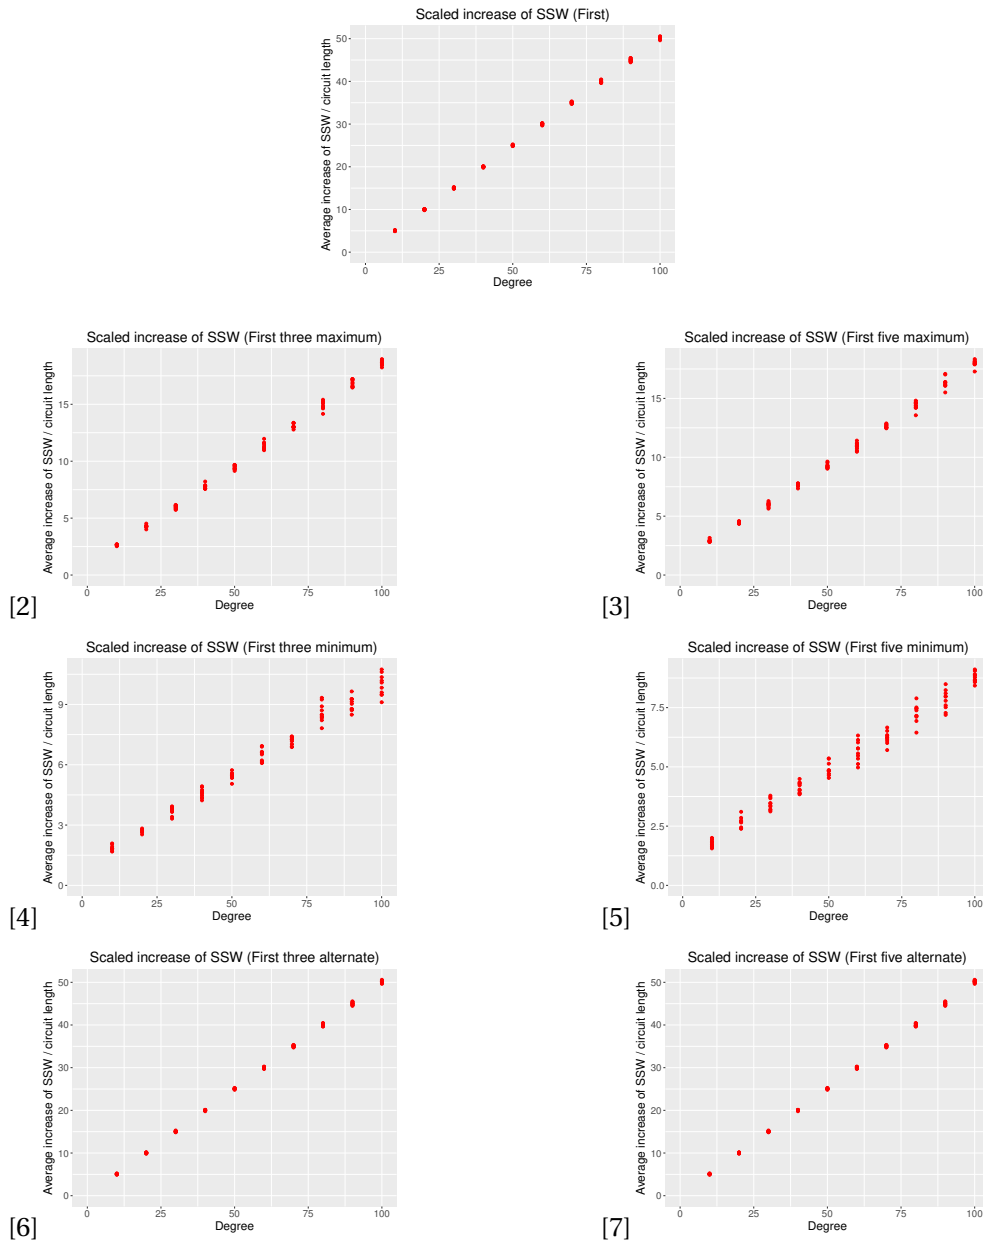 Scaled increase of SSW (First)
Average increase of SSW / circuit length
50
40
30
20
10
0
0 25 50 75 100
Degree
Scaled increase of SSW (First three maximum)
Average increase of SSW / circuit length
15
10
5
0
0 25 50 75 100
Degree
[2]
Scaled increase of SSW (First five maximum)
Average increase of SSW / circuit length
15
10
5
0
0 25 50 75 100
Degree
[3]
Scaled increase of SSW (First three minimum)
Average increase of SSW / circuit length
9
6
3
0
0 25 50 75 100
Degree
[4]
Scaled increase of SSW (First five minimum)
Average increase of SSW / circuit length
7.5
5.0
2.5
0.0
0 25 50 75 100
Degree
[5]
Scaled increase of SSW (First three alternate)
Average increase of SSW / circuit length
50
40
30
20
10
0
0 25 50 75 100
Degree
[6]
Scaled increase of SSW (First five alternate)
Average increase of SSW / circuit length
50
40
30
20
10
0
0 25 50 75 100
Degree
[7]